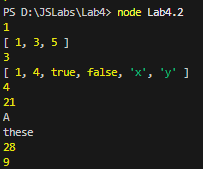 PS D:\JSLabs\Lab4> node Lab4.2
1
[ 1, 3, 5 ]
3
[ 1, 4, true, false, 'x', 'y' ]
4
21
A
these
28
9